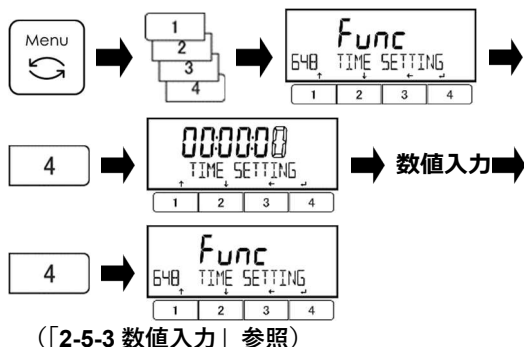 Menu
1
2
3
4
Func
648 TIME SETTING
↑ ↓ ← ↵
1 2 3 4
4
00:00:00
TIME SETTING
↑ ↓ ← ↵
1 2 3 4
数値入力
4
Func
648 TIME SETTING
↑ ↓ ← ↵
1 2 3 4
(「2-5-3 数値入力」参照)